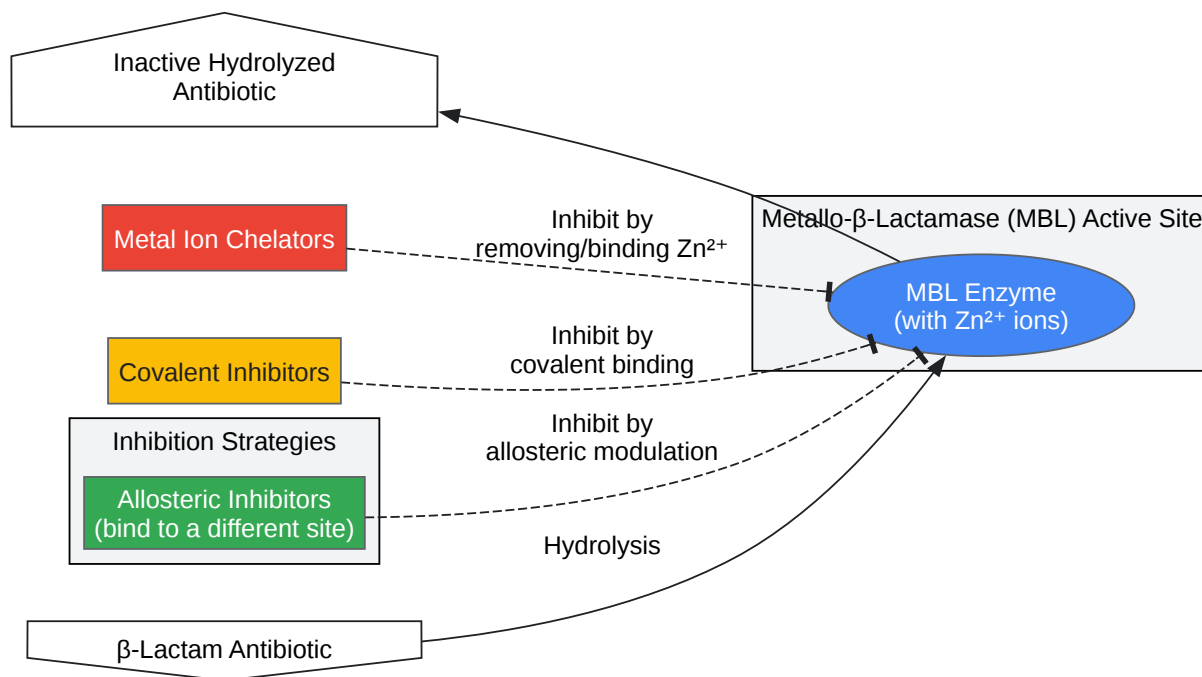 Inactive Hydrolyzed
Antibiotic
Metal Ion Chelators
Inhibit by
removing/binding Zn²⁺
Metallo-β-Lactamase (MBL) Active Site
MBL Enzyme
(with Zn²⁺ ions)
Covalent Inhibitors
Inhibit by
covalent binding
Inhibition Strategies
Allosteric Inhibitors
(bind to a different site)
Inhibit by
allosteric modulation
Hydrolysis
β-Lactam Antibiotic